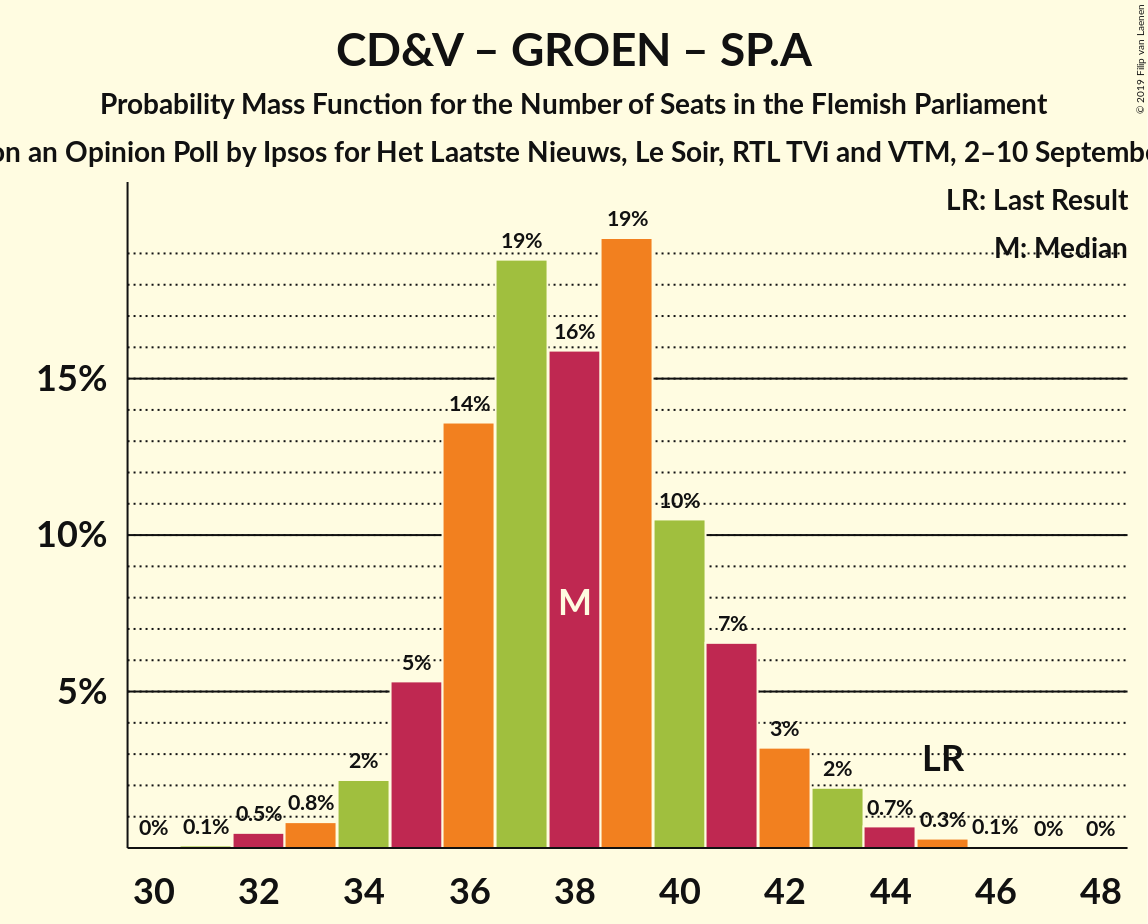 CD&V – GROEN – SP.A
Probability Mass Function for the Number of Seats in the Flemish Parliament
on an Opinion Poll by Ipsos for Het Laatste Nieuws, Le Soir, RTL TVi and VTM, 2–10 Septembe
© 2019 Filip van Laenen
LR: Last Result
M: Median
15%
10%
5%
0%
0.1%
0.5%
0.8%
2%
5%
14%
19%
16%
19%
10%
7%
3%
2%
0.7%
0.3%
0.1%
0%
0%
M
LR
30 32 34 36 38 40 42 44 46 48